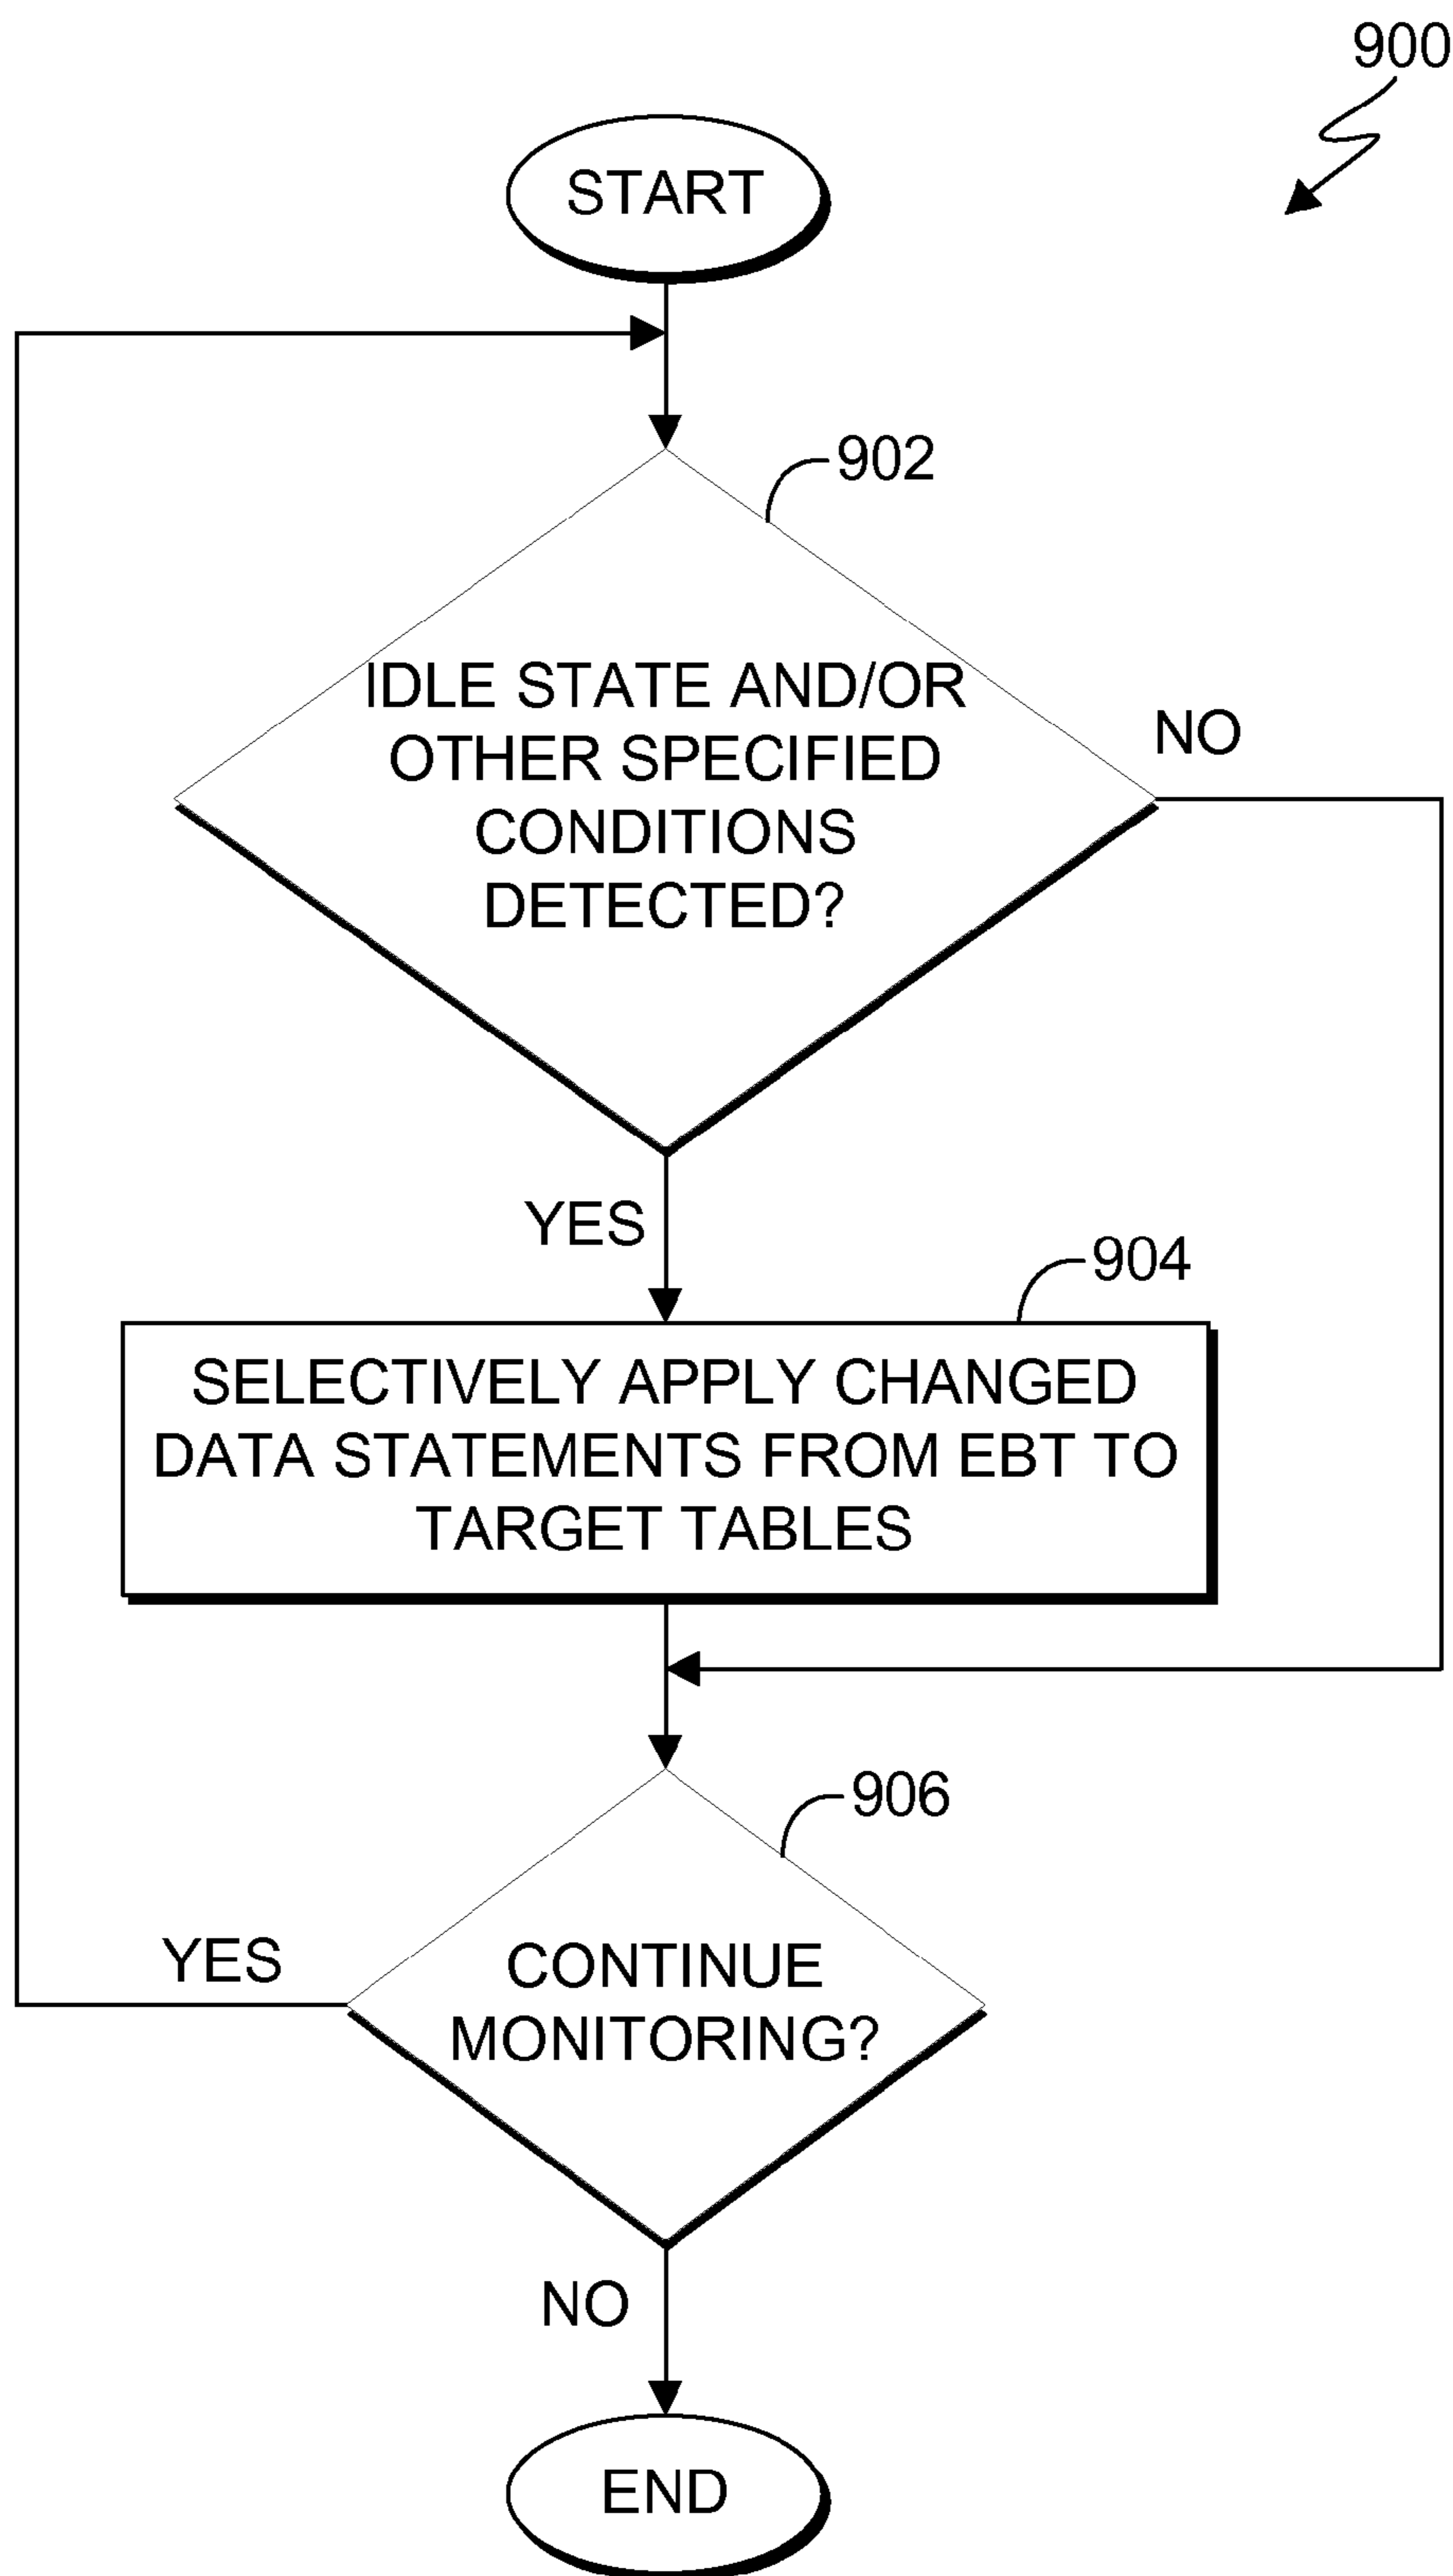 900
START
902
IDLE STATE AND/OR
OTHER SPECIFIED
CONDITIONS
DETECTED?
NO
YES
904
SELECTIVELY APPLY CHANGED
DATA STATEMENTS FROM EBT TO
TARGET TABLES
906
YES
CONTINUE
MONITORING?
NO
END